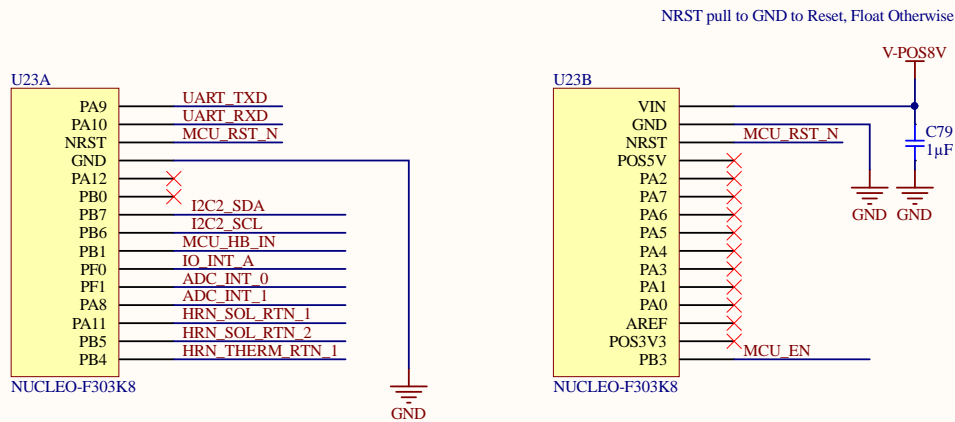 NRST pull to GND to Reset, Float Otherwise
V-POS8V
U23A
PA9 UART_TXD
PA10 UART_RXD
NRST MCU_RST_N
GND
PA12
PB0
PB7 I2C2_SDA
PB6 I2C2_SCL
PB1 MCU_HB_IN
PF0 IO_INT_A
PF1 ADC_INT_0
PA8 ADC_INT_1
PA11 HRN_SOL_RTN_1
PB5 HRN_SOL_RTN_2
PB4 HRN_THERM_RTN_1
NUCLEO-F303K8
GND
U23B
VIN
GND
NRST MCU_RST_N
POS5V
PA2
PA7
PA6
PA5
PA4
PA3
PA1
PA0
AREF
POS3V3
PB3 MCU_EN
NUCLEO-F303K8
C79
1µF
GND
GND